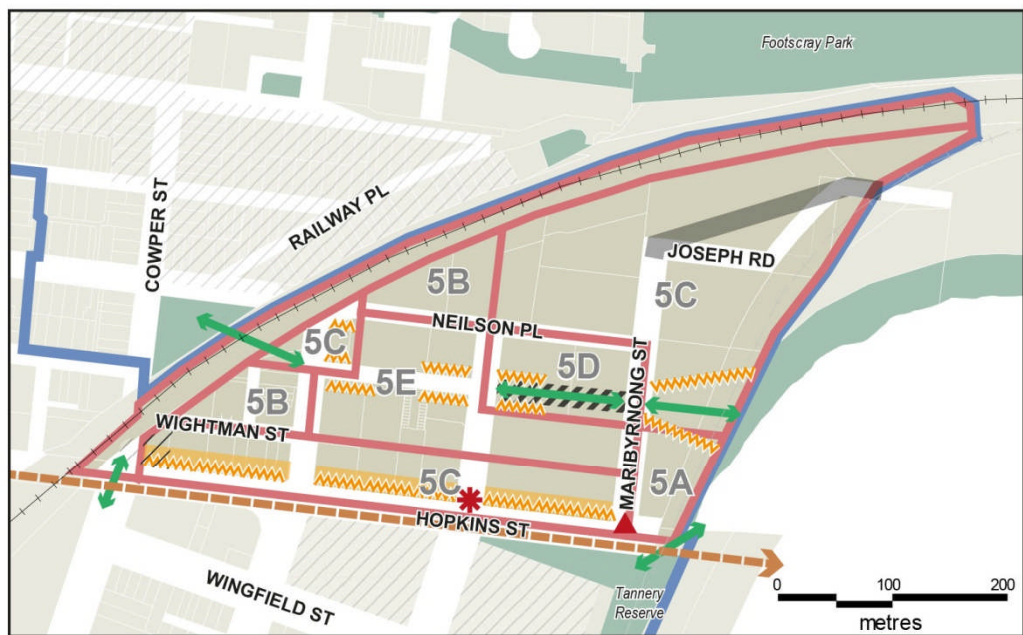 Footscray Park
COWPER ST
RAILWAY PL
JOSEPH RD
5B
5C
NEILSON PL
5C
5D
MARIBYRNONG ST
5E
5B
WIGHTMAN ST
5C
5A
HOPKINS ST
WINGFIELD ST
Tannery
Reserve
0 100 200
metres